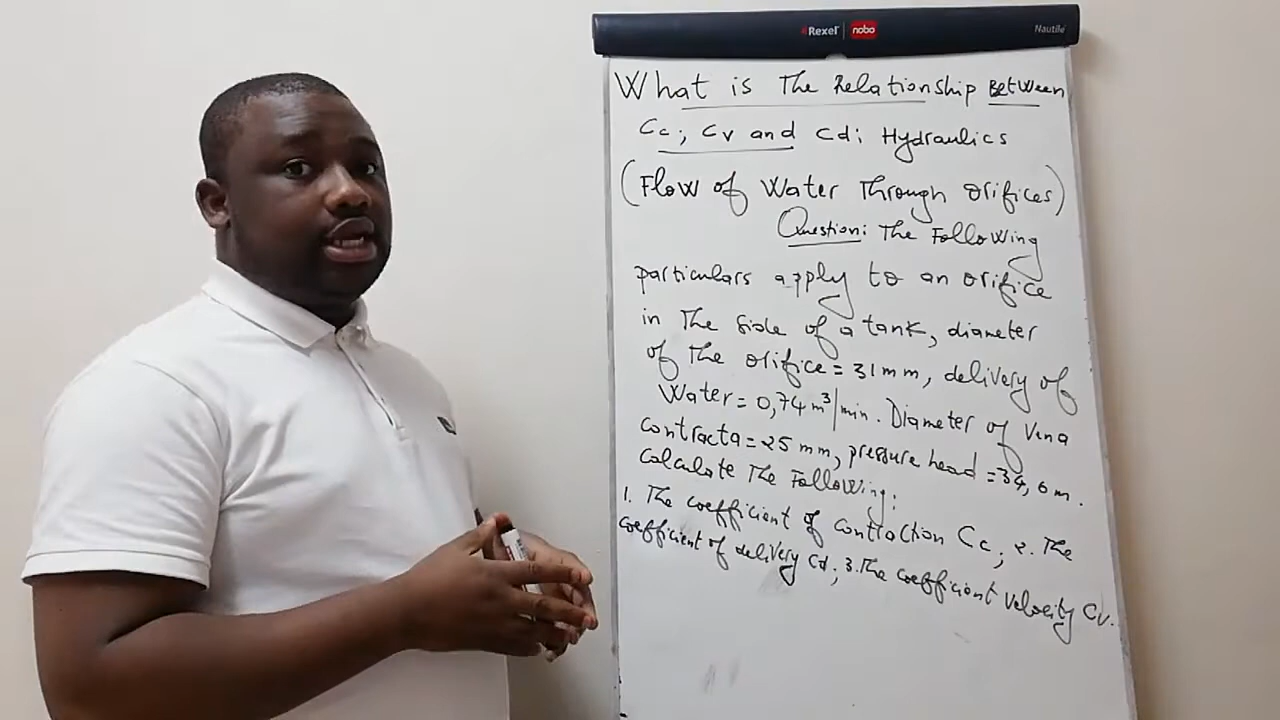 Rexel nobo Nautile
What is The Relationship Between
Cc; Cv and Cd: Hydraulics
(Flow of Water Through orifices)
Question: The Following
particulars apply to an orifice
in The Side of a tank, diameter
of The orifice = 31 mm, delivery of
Water = 0,74 m³/min. Diameter of Vena
Contracta = 25 mm, pressure head = 34,6 m.
Calculate The Following:
1. The coefficient of contraction Cc, 2. The
coefficient of delivery Cd; 3. The coefficient Velocity Cv.